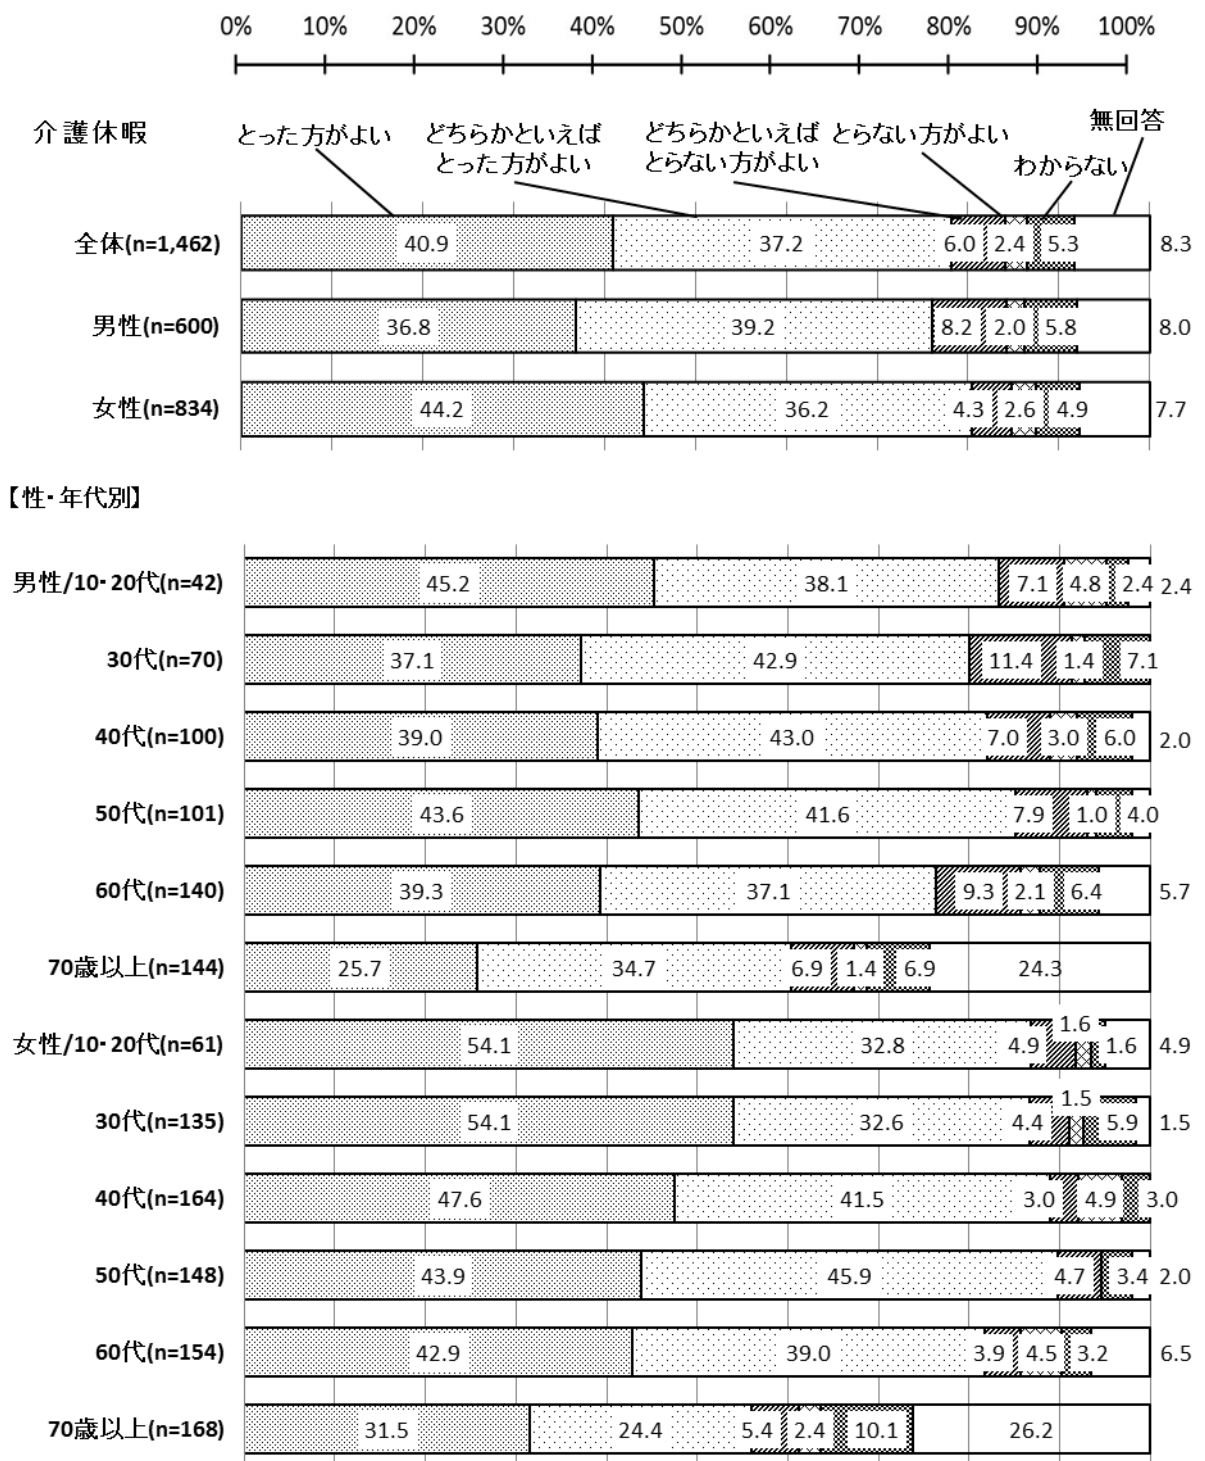 0% 10% 20% 30% 40% 50% 60% 70% 80% 90% 100%
介護休暇
とった方がよい
どちらかといえば
とった方がよい
どちらかといえば
とらない方がよい
とらない方がよい
わからない
無回答
全体(n=1,462) 40.9 37.2 6.0 2.4 5.3 8.3
男性(n=600) 36.8 39.2 8.2 2.0 5.8 8.0
女性(n=834) 44.2 36.2 4.3 2.6 4.9 7.7
【性・年代別】
男性/10・20代(n=42) 45.2 38.1 7.1 4.8 2.4 2.4
30代(n=70) 37.1 42.9 11.4 1.4 7.1
40代(n=100) 39.0 43.0 7.0 3.0 6.0 2.0
50代(n=101) 43.6 41.6 7.9 1.0 4.0
60代(n=140) 39.3 37.1 9.3 2.1 6.4 5.7
70歳以上(n=144) 25.7 34.7 6.9 1.4 6.9 24.3
女性/10・20代(n=61) 54.1 32.8 4.9 1.6 1.6 4.9
30代(n=135) 54.1 32.6 4.4 1.5 5.9 1.5
40代(n=164) 47.6 41.5 3.0 4.9 3.0
50代(n=148) 43.9 45.9 4.7 3.4 2.0
60代(n=154) 42.9 39.0 3.9 4.5 3.2 6.5
70歳以上(n=168) 31.5 24.4 5.4 2.4 10.1 26.2